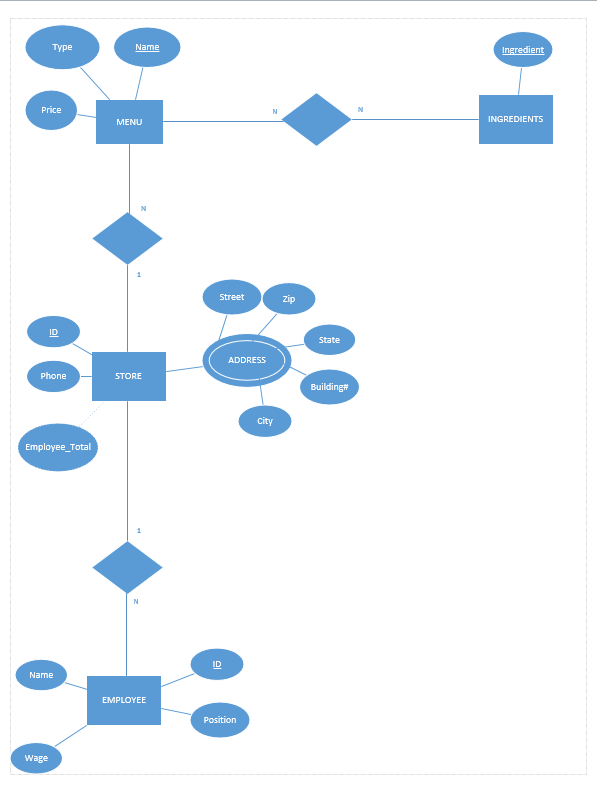 Type
Name
Ingredient
Price
MENU
N
N
INGREDIENTS
N
1
Street
Zip
ID
State
ADDRESS
Phone
STORE
Building#
City
Employee_Total
1
N
Name
ID
EMPLOYEE
Position
Wage